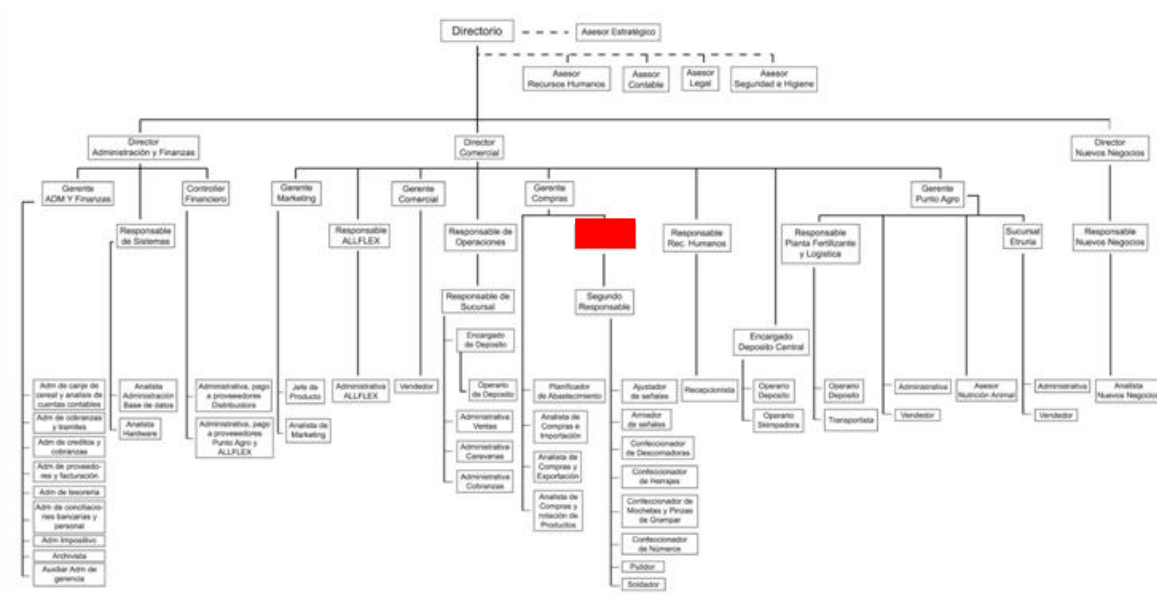 Directorio
Asesor Estratégico
Asesor
Recursos Humanos
Asesor
Contable
Asesor
Legal
Asesor
Seguridad e Higiene
Director
Administración y Finanzas
Director
Comercial
Director
Nuevos Negocios
Gerente
ADM Y Finanzas
Controller
Financiero
Gerente
Marketing
Gerente
Comercial
Gerente
Compras
Gerente
Punto Agro
Responsable
de Sistemas
Responsable
ALLFLEX
Responsable de
Operaciones
Responsable
Rec. Humanos
Responsable
Planta Fertilizante
y Logistica
Sucursal
Etruria
Responsable
Nuevos Negocios
Responsable de
Sucursal
Segundo
Responsable
Encargado
de Deposito
Encargado
Deposito Central
Adm de canje de
cereal y analisis de
cuentas contables
Adm de cobranzas
y tramites
Adm de creditos y
cobranzas
Adm de proveedo-
res y facturación
Adm de tesoreria
Adm de conciliacio-
nes bancarias y
personal
Adm Impositivo
Archivista
Auxiliar Adm de
gerencia
Analista
Administración
Base de datos
Analista
Hardware
Administrativa, pago
a proveeedores
Distribuidora
Administrativa, pago
a proveeedores
Punto Agro y
ALLFLEX
Jefe de
Producto
Analista de
Marketing
Administrativa
ALLFLEX
Vendedor
Operario
de Deposito
Administrativa
Ventas
Administrativa
Caravanas
Administrativa
Cobranzas
Planificador
de Abastecimiento
Analista de
Compras e
Importación
Analista de
Compras y
Exportación
Analista de
Compras y
rotación de
Productos
Ajustador
de señales
Armador
de señales
Confeccionador
de Descornadoras
Confeccionador
de Herrajes
Confeccionador de
Mochetas y Pinzas
de Grampar
Confeccionador
de Números
Pulidor
Soldador
Recepcionista
Operario
Deposito
Operario
Skimpadora
Operario
Deposito
Transportista
Administrativa
Vendedor
Asesor
Nutrición Animal
Administrativa
Vendedor
Analista
Nuevos Negocios